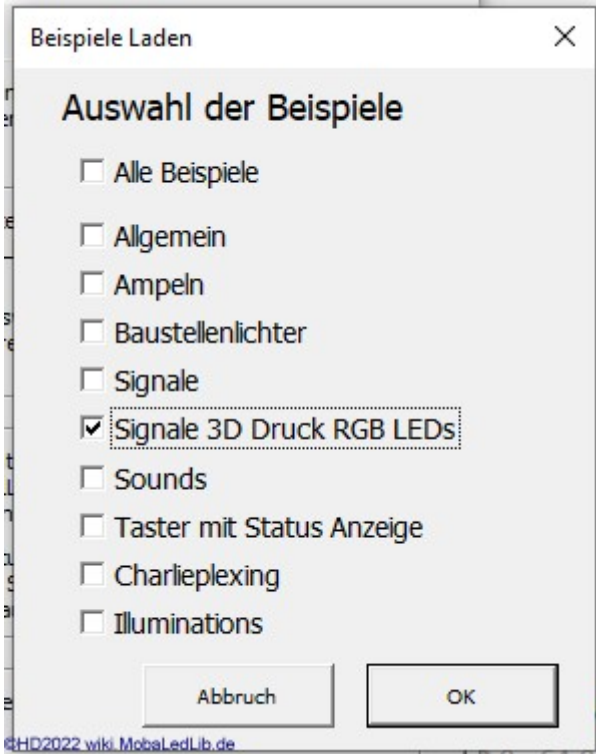 Beispiele Laden
Auswahl der Beispiele
Alle Beispiele
Allgemein
Ampeln
Baustellenlichter
Signale
Signale 3D Druck RGB LEDs
Sounds
Taster mit Status Anzeige
Charlieplexing
Illuminations
Abbruch OK
©HD2022 wiki.MobaLedLib.de